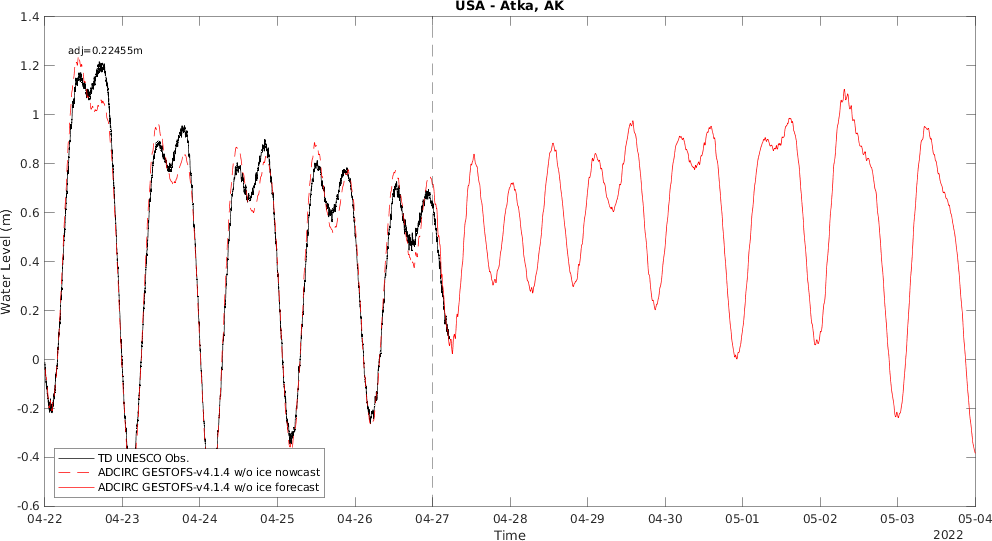 USA - Atka, AK
adj=0.22455m
1.4
1.2
1
0.8
0.6
0.4
0.2
0
-0.2
-0.4
-0.6
Water Level (m)
TD UNESCO Obs.
ADCIRC GESTOFS-v4.1.4 w/o ice nowcast
ADCIRC GESTOFS-v4.1.4 w/o ice forecast
04-22 04-23 04-24 04-25 04-26 04-27 04-28 04-29 04-30 05-01 05-02 05-03 05-04
Time
2022